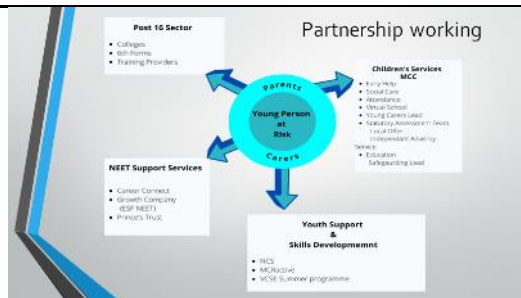 Partnership working
Post 16 Sector
• Colleges
• 6th Forms
• Training Providers
Children's Services
MCC
• Early Help
• Social Care
• Attendance
• Virtual School
• Young Carers Lead
• Statutory Assessment Team
Local Offer
Independent Advisory
Service
• Education
Safeguarding Lead
Parents
Young Person
at
Risk
Carers
NEET Support Services
• Career Connect
• Growth Company
(ESF NEET)
• Prince's Trust
Youth Support
&
Skills Developmemnt
• NCS
• MCRactive
• VCSE Summer programme